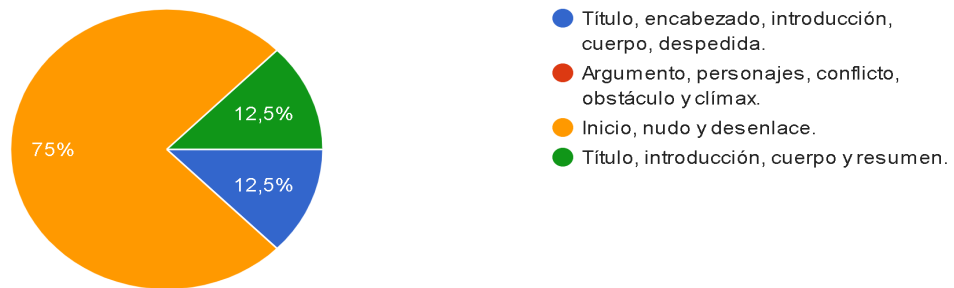 Título, encabezado, introducción,
cuerpo, despedida.
Argumento, personajes, conflicto,
obstáculo y clímax.
Inicio, nudo y desenlace.
Título, introducción, cuerpo y resumen.
12,5%
75%
12,5%